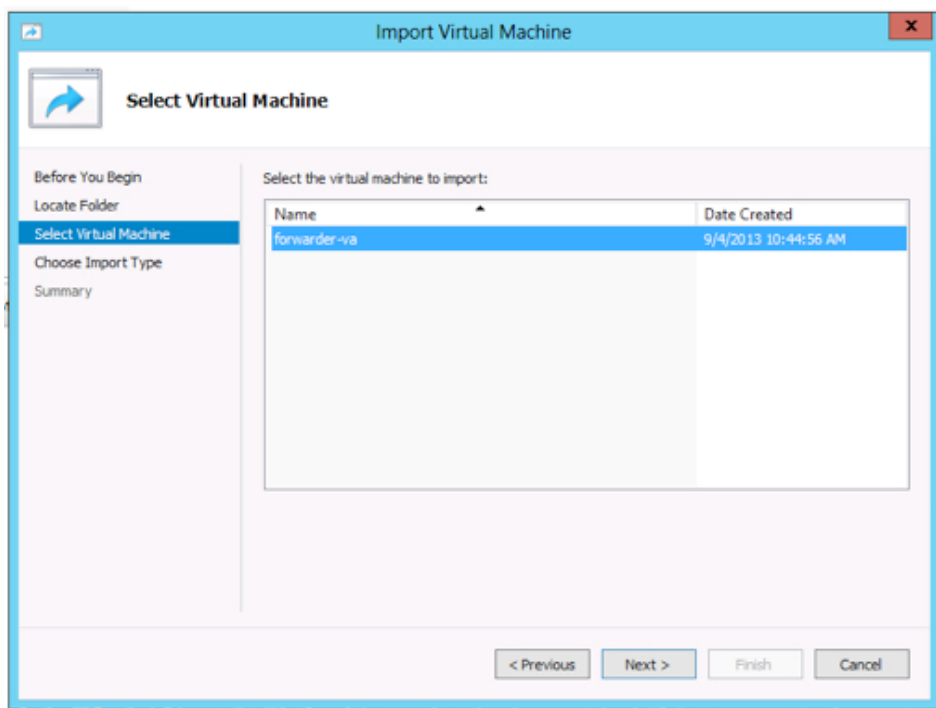 Import Virtual Machine
x
Select Virtual Machine
Before You Begin
Locate Folder
Select Virtual Machine
Choose Import Type
Summary
Select the virtual machine to import:
Name Date Created
forwarder-va 9/4/2013 10:44:56 AM
< Previous Next > Finish Cancel